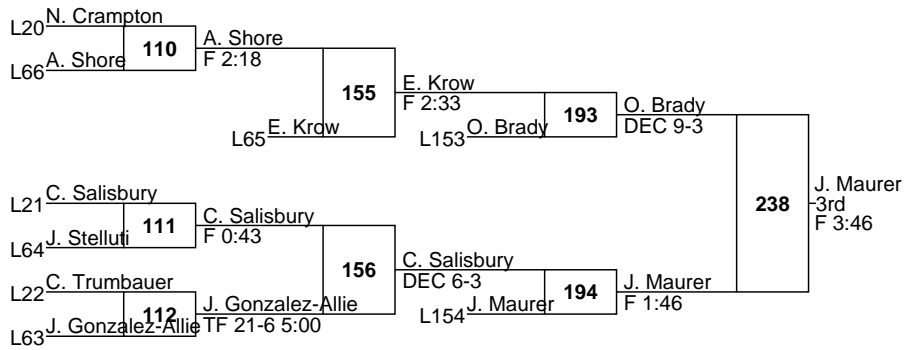 L20 N. Crampton
L66 A. Shore
110
A. Shore
F 2:18
L65 E. Krow
155
E. Krow
F 2:33
L153 O. Brady
193
O. Brady
DEC 9-3
L21 C. Salisbury
L64 J. Stelluti
111
C. Salisbury
F 0:43
L22 C. Trumbauer
L63 J. Gonzalez-Allie
112
J. Gonzalez-Allie
TF 21-6 5:00
156
C. Salisbury
DEC 6-3
L154 J. Maurer
194
J. Maurer
F 1:46
238
J. Maurer
3rd
F 3:46